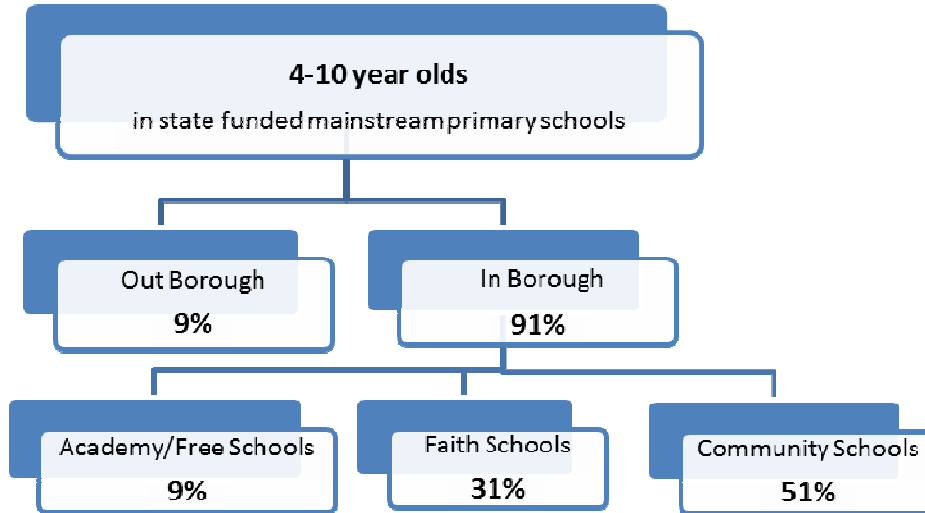 4-10 year olds
in state funded mainstream primary schools
Out Borough
9%
In Borough
91%
Academy/Free Schools
9%
Faith Schools
31%
Community Schools
51%